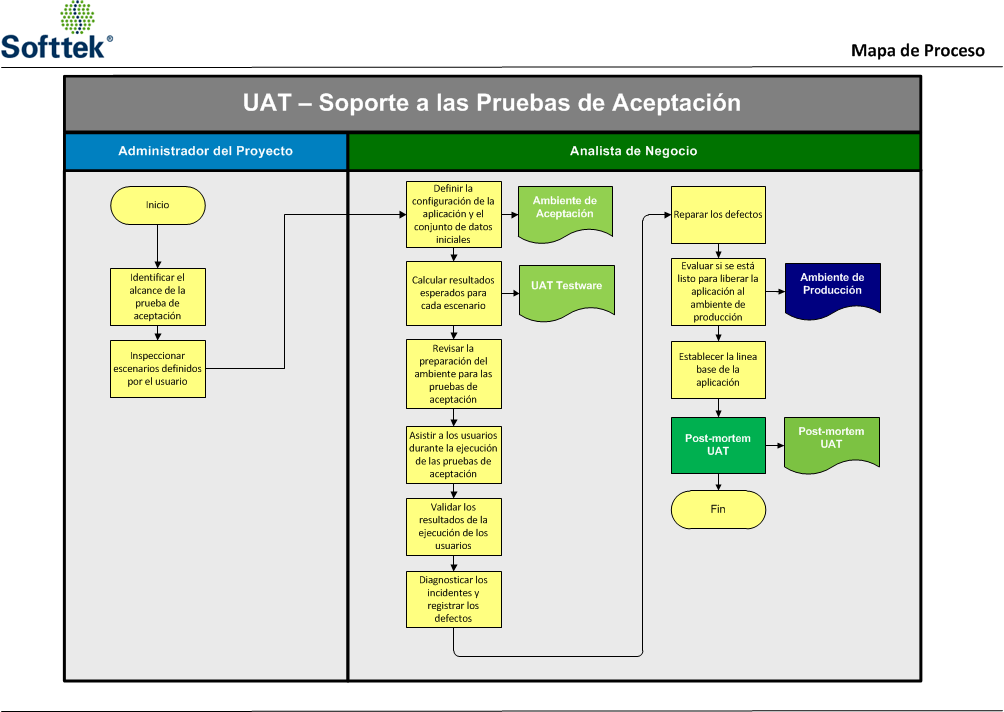 Softtek®
Mapa de Proceso
UAT – Soporte a las Pruebas de Aceptación
Administrador del Proyecto
Analista de Negocio
Inicio
Identificar el
alcance de la
prueba de
aceptación
Inspeccionar
escenarios definidos
por el usuario
Definir la
configuración de la
aplicación y el
conjunto de datos
iniciales
Ambiente de
Aceptación
Calcular resultados
esperados para
cada escenario
UAT Testware
Revisar la
preparación del
ambiente para las
pruebas de
aceptación
Asistir a los usuarios
durante la ejecución
de las pruebas de
aceptación
Validar los
resultados de la
ejecución de los
usuarios
Diagnosticar los
incidentes y
registrar los
defectos
Reparar los defectos
Evaluar si se está
listo para liberar la
aplicación al
ambiente de
producción
Ambiente de
Producción
Establecer la linea
base de la
aplicación
Post-mortem
UAT
Post-mortem
UAT
Fin